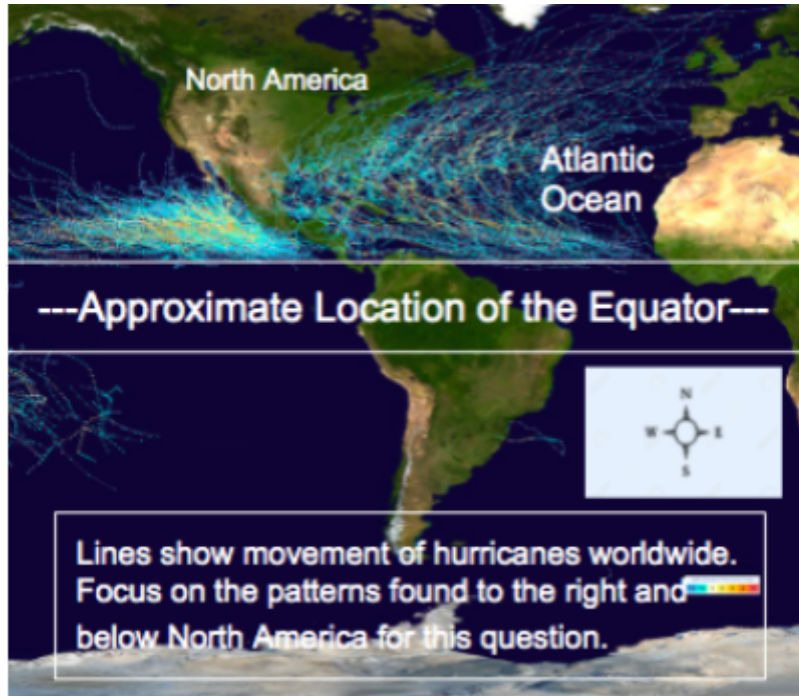 North America
Atlantic
Ocean
---Approximate Location of the Equator---
N
W E
S
Lines show movement of hurricanes worldwide.
Focus on the patterns found to the right and
below North America for this question.